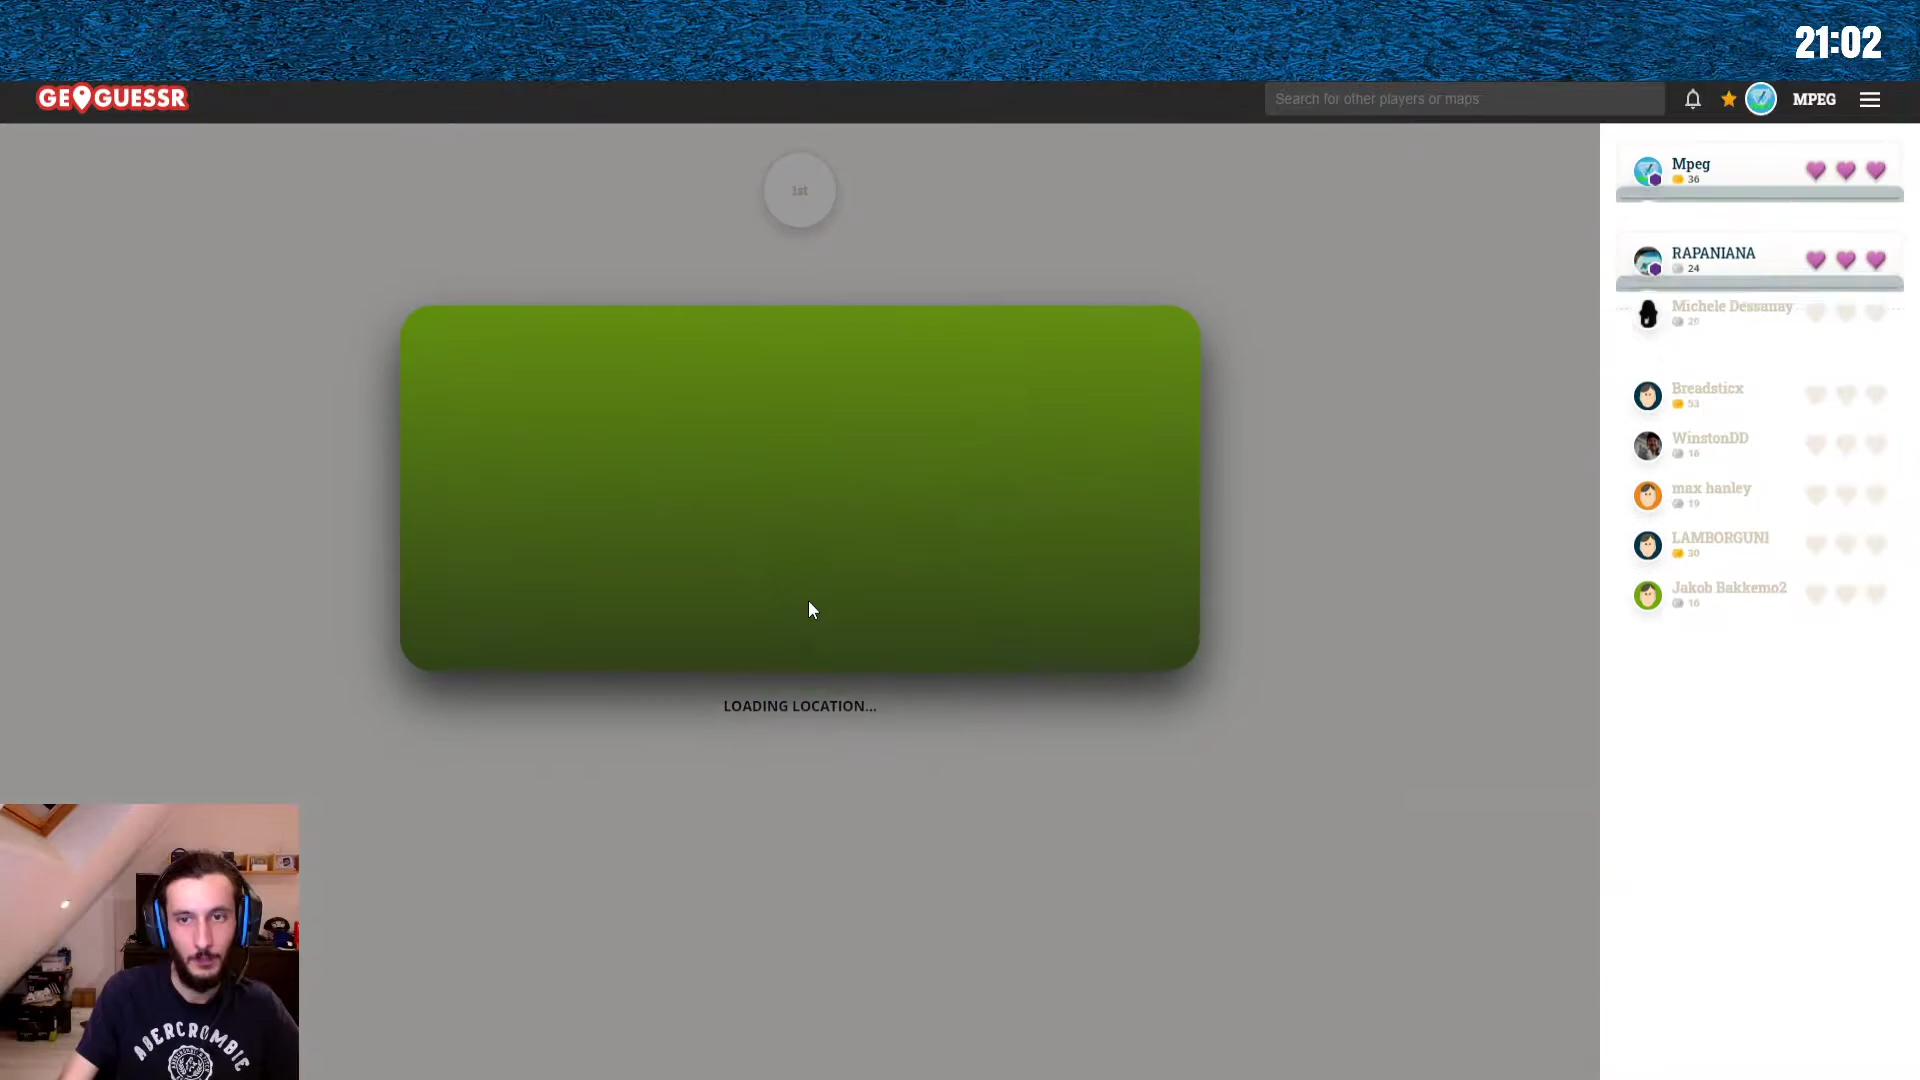 21:02
GEOGUESSR
Search for other players or maps
MPEG
1st
Mpeg
36
RAPANIANA
24
Michele Dessanay
20
Breadsticx
53
WinstonDD
16
max hanley
19
LAMBORGUNI
30
Jakob Bakkemo2
16
LOADING LOCATION...
ABERCROMBIE